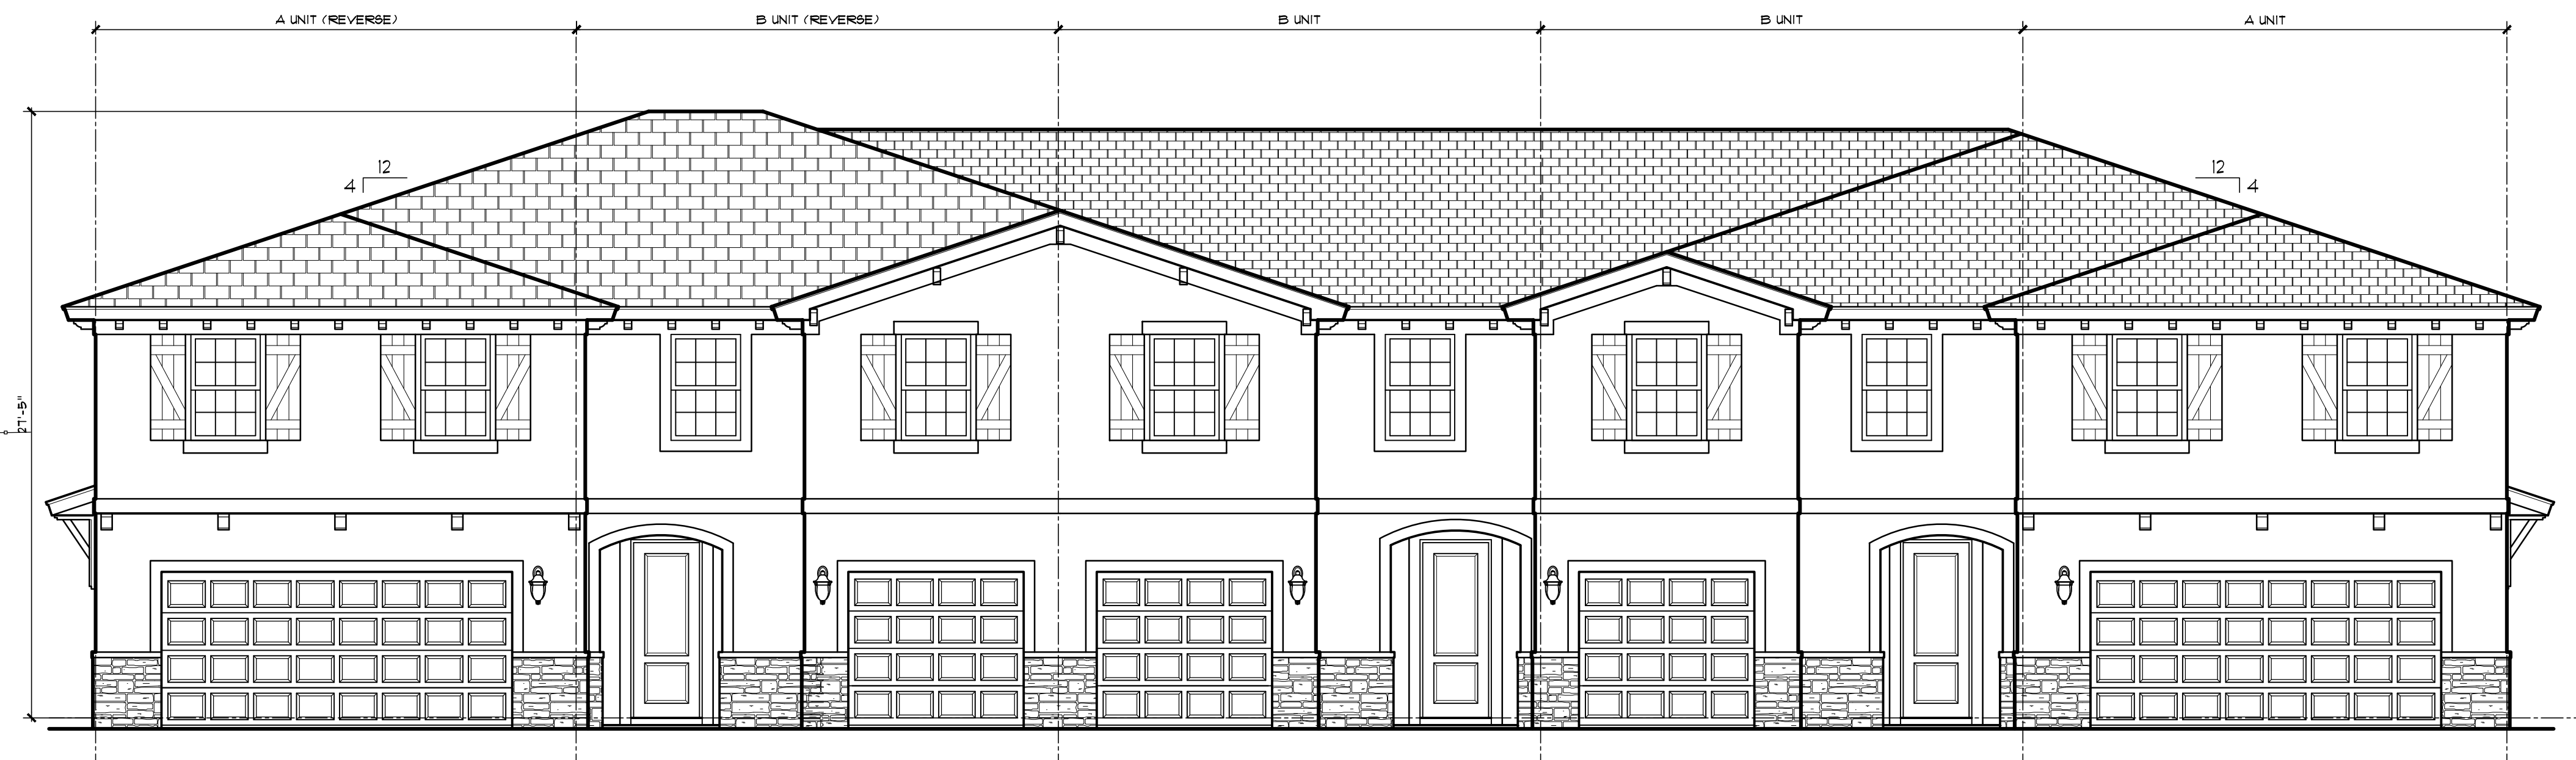 A UNIT (REVERSE)
B UNIT (REVERSE)
B UNIT
B UNIT
A UNIT
12
4
12
4
27'-5"